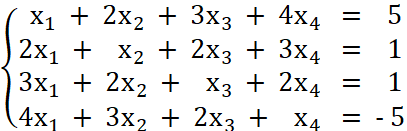 x₁ + 2x₂ + 3x₃ + 4x₄ = 5
2x₁ + x₂ + 2x₃ + 3x₄ = 1
3x₁ + 2x₂ + x₃ + 2x₄ = 1
4x₁ + 3x₂ + 2x₃ + x₄ = - 5